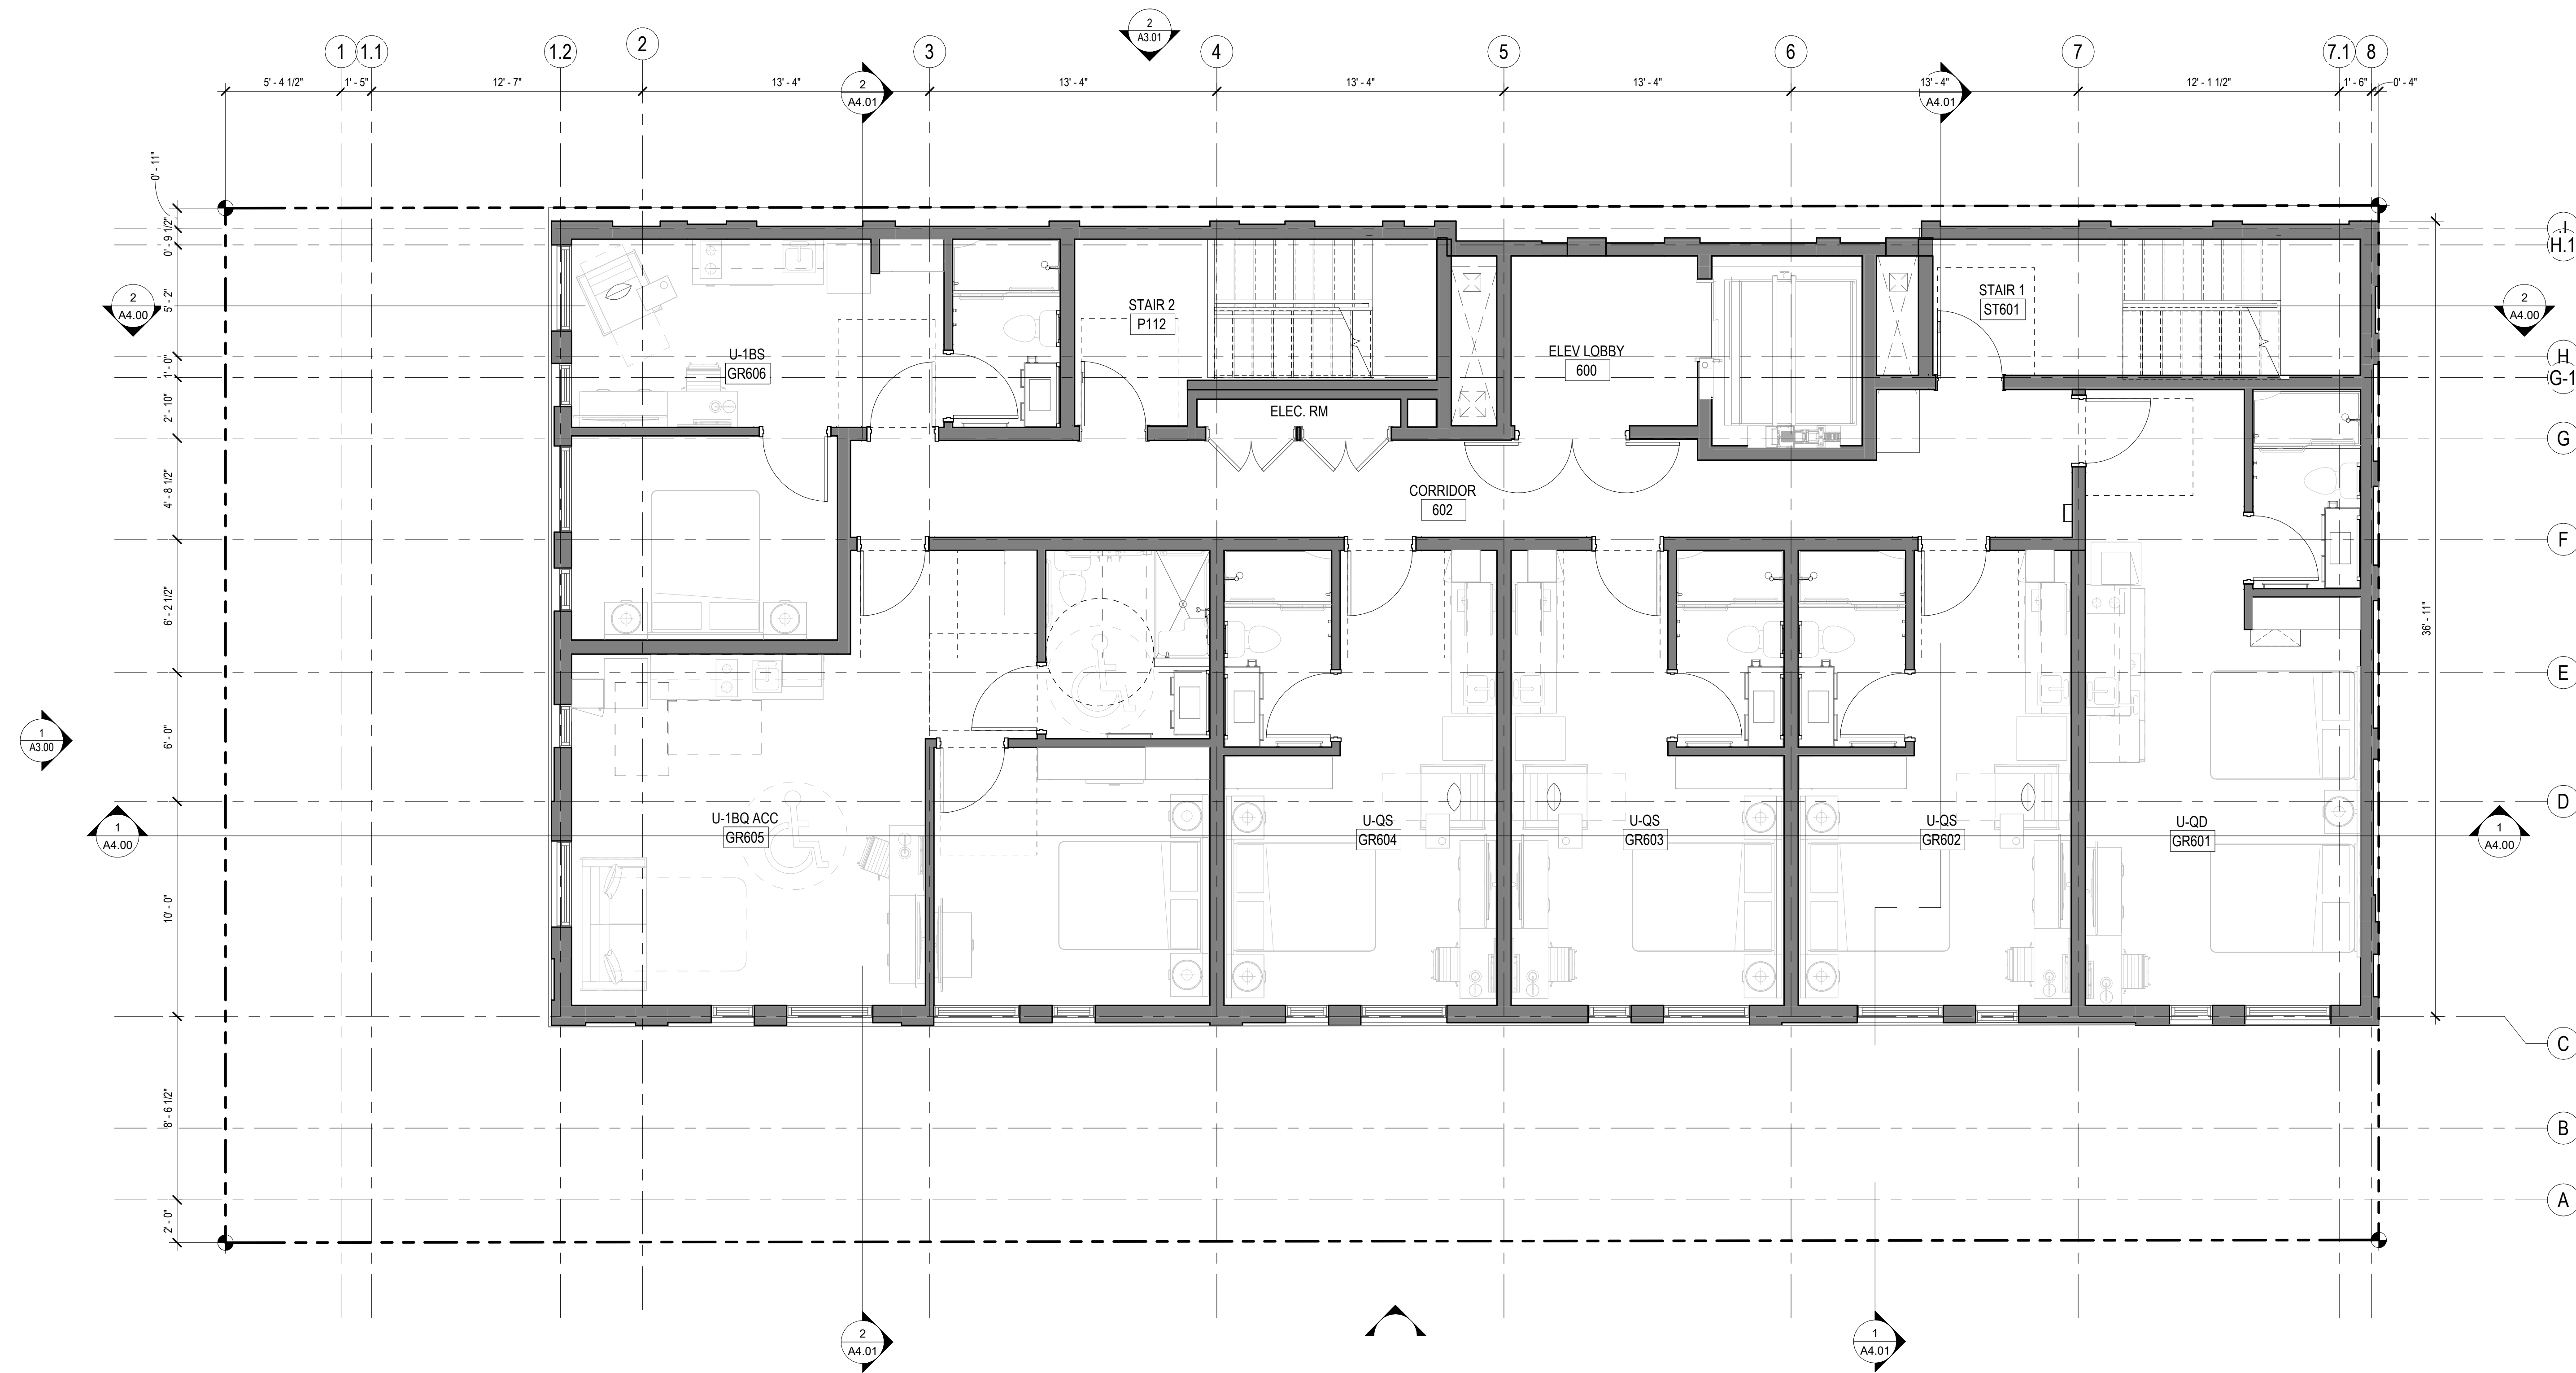 2
A3.01
1
1.1
1.2
2
3
4
5
6
7
7.1
8
5' - 4 1/2"
1' - 5"
12' - 7"
13' - 4"
13' - 4"
13' - 4"
13' - 4"
13' - 4"
12' - 1 1/2"
1' - 6"
0' - 4"
2
A4.01
2
A4.01
0' - 11"
0' - 9 1/2"
5' - 2"
1' - 0"
2' - 10"
4' - 8 1/2"
6' - 2 1/2"
6' - 0"
10' - 0"
8' - 6 1/2"
2' - 0"
36' - 11"
I
H.1
H
G-1
G
F
E
D
C
B
A
2
A4.00
2
A4.00
STAIR 2
P112
STAIR 1
ST601
U-1BS
GR606
ELEV LOBBY
600
ELEC. RM
CORRIDOR
602
1
A3.00
1
A4.00
1
A4.00
U-1BQ ACC
GR605
U-QS
GR604
U-QS
GR603
U-QS
GR602
U-QD
GR601
2
A4.01
1
A4.01